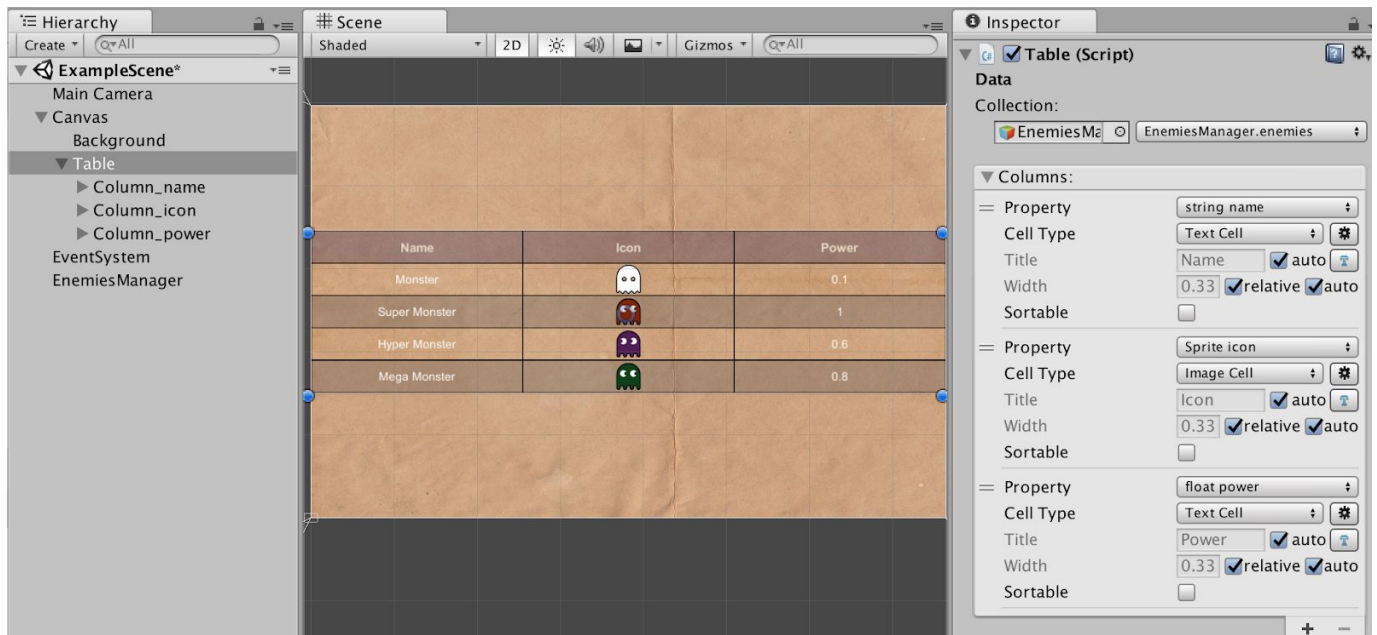 Hierarchy
Create All
ExampleScene*
Main Camera
Canvas
Background
Table
Column_name
Column_icon
Column_power
EventSystem
EnemiesManager
Scene
Shaded 2D Gizmos All
Name Icon Power
Monster 0.1
Super Monster 1
Hyper Monster 0.6
Mega Monster 0.8
Inspector
C# Table (Script)
Data
Collection:
EnemiesMa EnemiesManager.enemies
Columns:
Property string name
Cell Type Text Cell
Title Name auto T
Width 0.33 relative auto
Sortable
Property Sprite icon
Cell Type Image Cell
Title Icon auto T
Width 0.33 relative auto
Sortable
Property float power
Cell Type Text Cell
Title Power auto T
Width 0.33 relative auto
Sortable
+ −